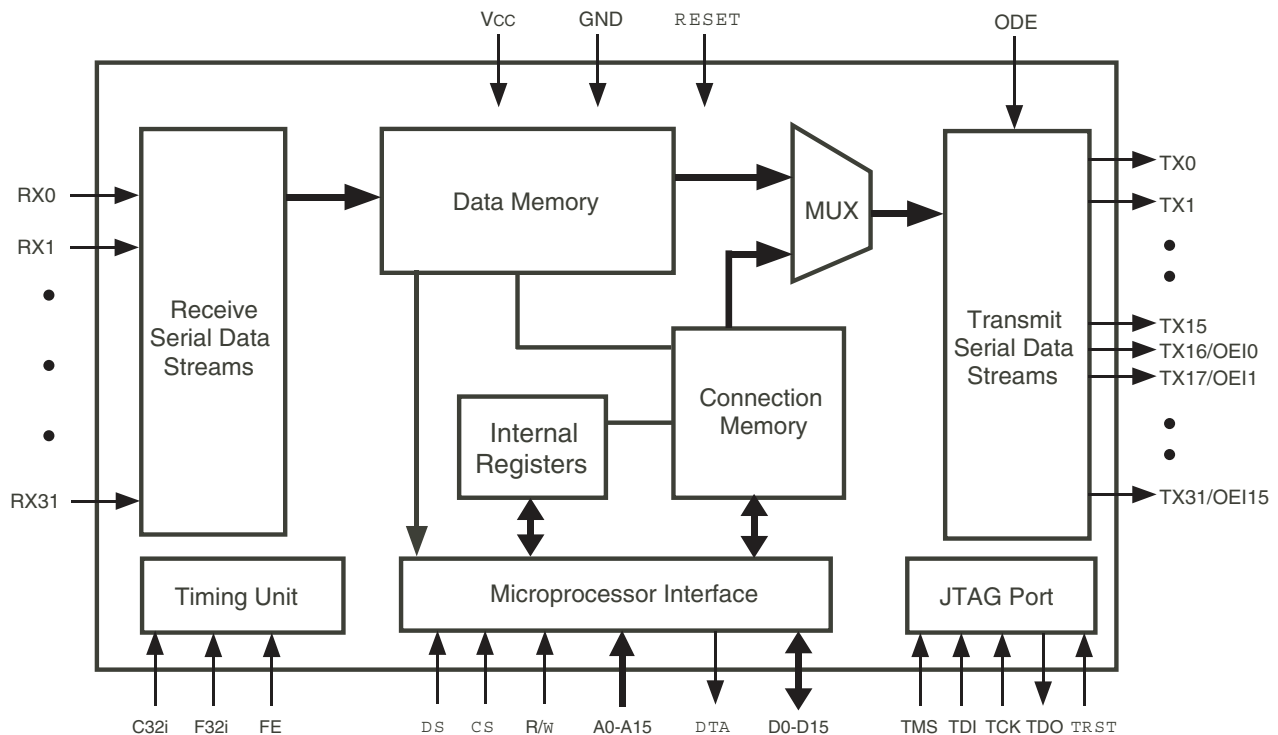 VCC
GND
RESET
ODE
RX0
RX1
RX31
Receive
Serial Data
Streams
Data Memory
MUX
Internal
Registers
Connection
Memory
Transmit
Serial Data
Streams
TX0
TX1
TX15
TX16/OEI0
TX17/OEI1
TX31/OEI15
Timing Unit
Microprocessor Interface
JTAG Port
C32i
F32i
FE
DS
CS
R/W
A0-A15
DTA
D0-D15
TMS
TDI
TCK
TDO
TRST